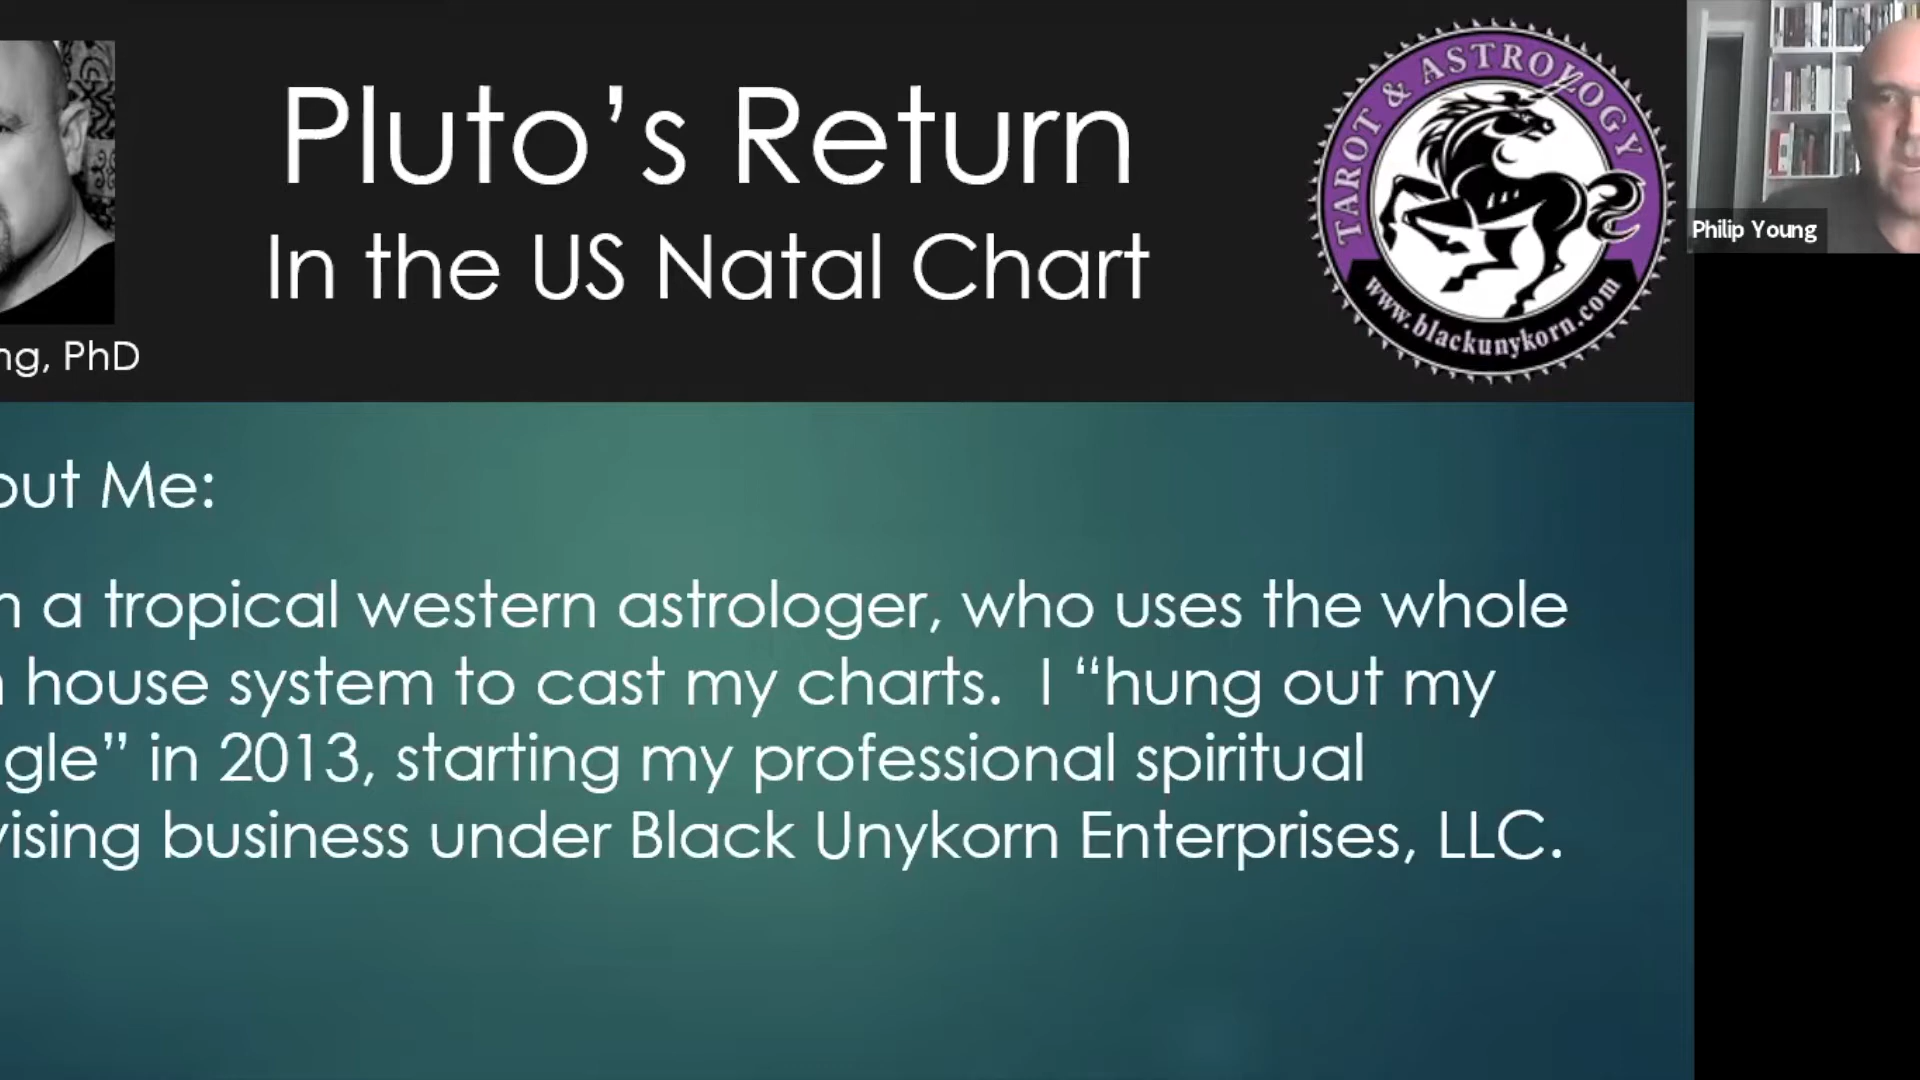 Pluto’s Return
In the US Natal Chart
TAROT & ASTROLOGY
www.blackunykorn.com
Philip Young
ng, PhD
out Me:
a tropical western astrologer, who uses the whole
house system to cast my charts.  I “hung out my
gle” in 2013, starting my professional spiritual
vising business under Black Unykorn Enterprises, LLC.